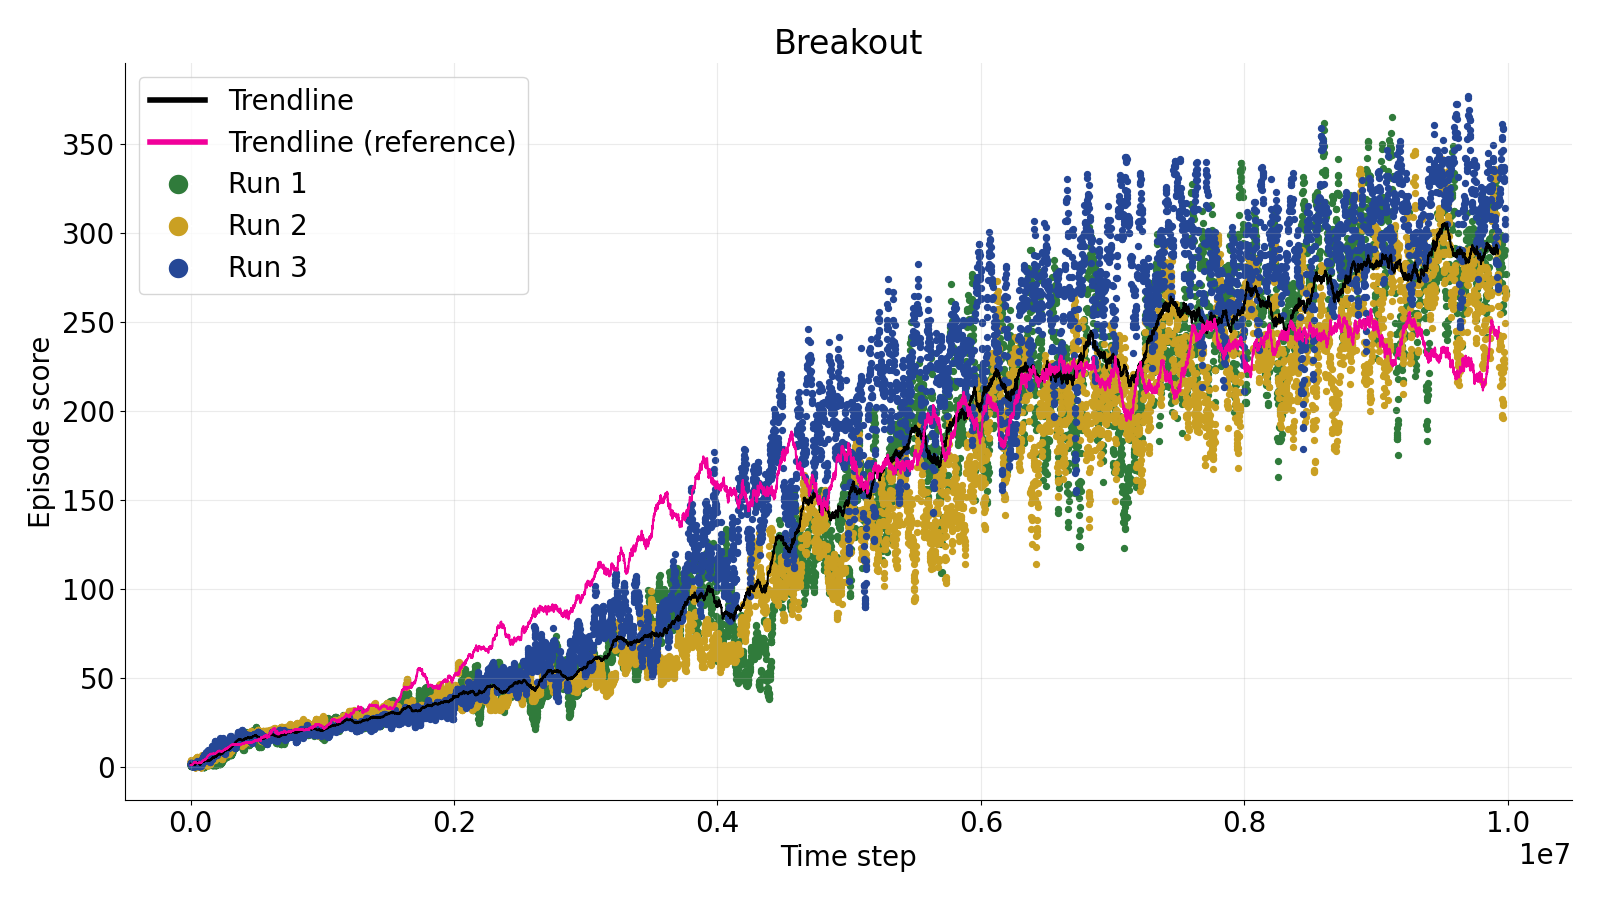 Breakout
Trendline
Trendline (reference)
Run 1
Run 2
Run 3
Episode score
350
300
250
200
150
100
50
0
0.0 0.2 0.4 0.6 0.8 1.0
1e7
Time step